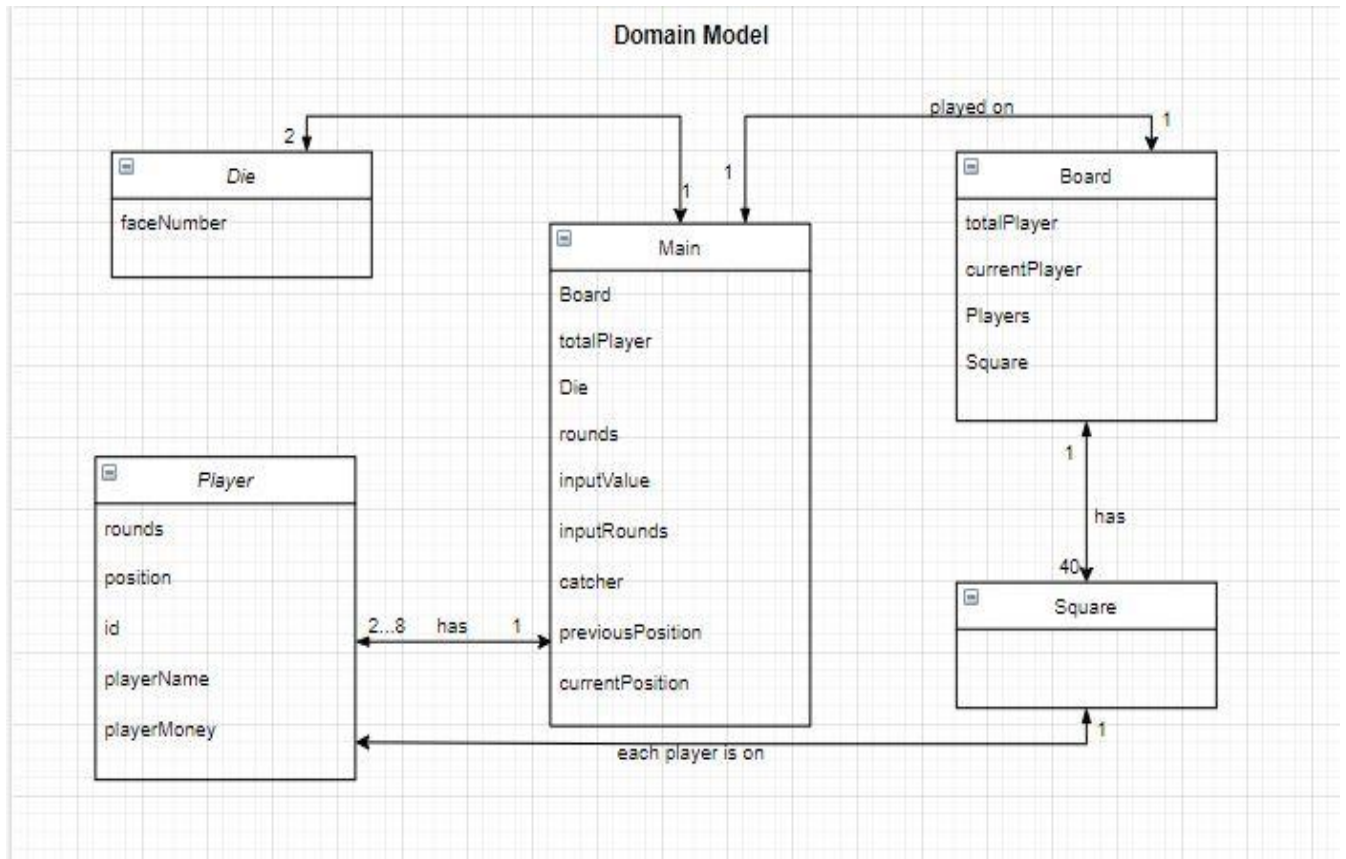 Domain Model
played on
2
1
1
1
Die
faceNumber
Board
totalPlayer
currentPlayer
Players
Square
Main
Board
totalPlayer
Die
rounds
inputValue
inputRounds
catcher
previousPosition
currentPosition
Player
rounds
position
id
playerName
playerMoney
2...8 has 1
1
has
40
Square
1
each player is on